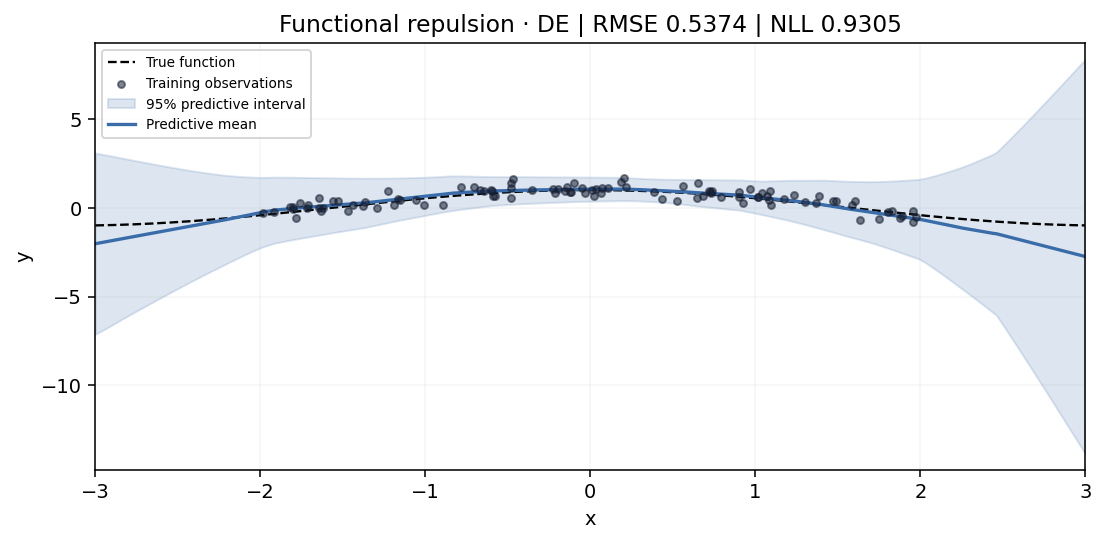 Functional repulsion · DE | RMSE 0.5374 | NLL 0.9305
True function
Training observations
95% predictive interval
Predictive mean
5
0
−5
−10
y
−3
−2
−1
0
1
2
3
x